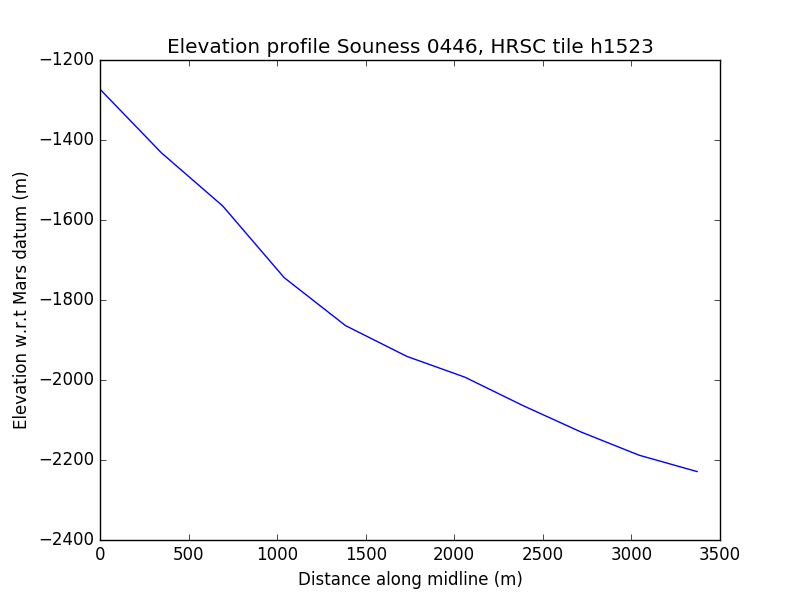 Elevation profile Souness 0446, HRSC tile h1523
−1200
−1400
−1600
−1800
−2000
−2200
−2400
Elevation w.r.t Mars datum (m)
0 500 1000 1500 2000 2500 3000 3500
Distance along midline (m)